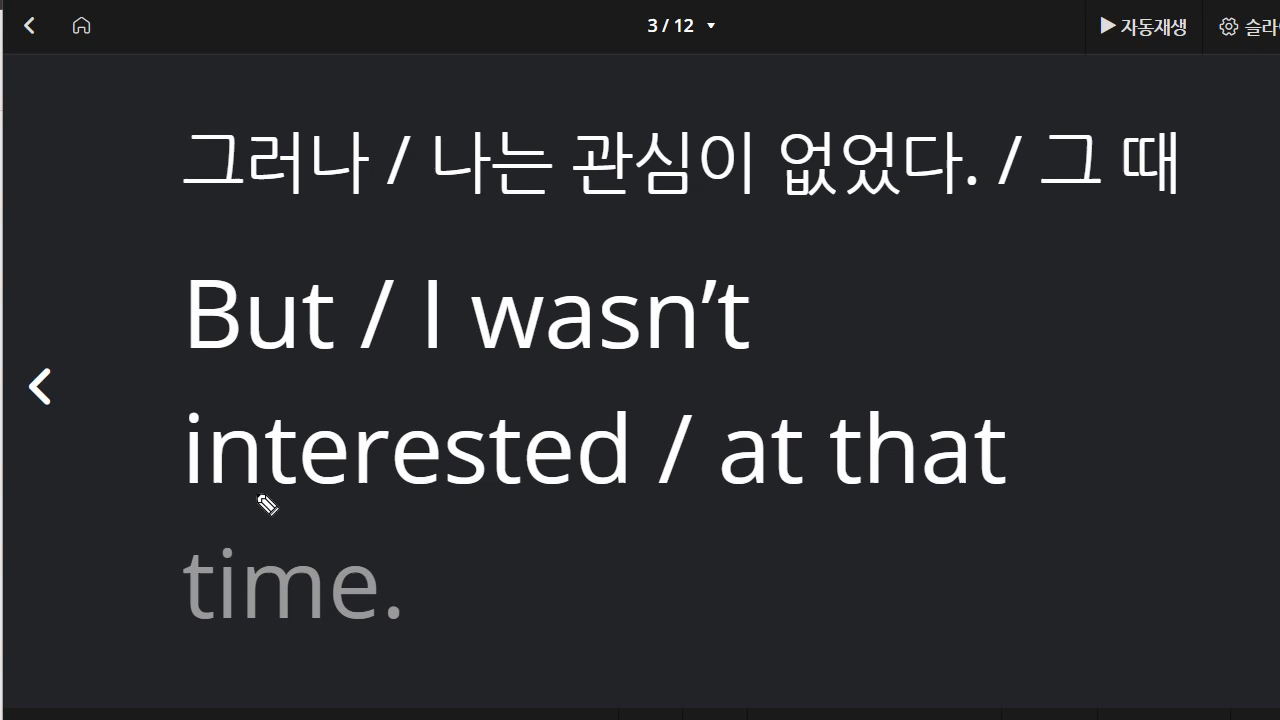 3 / 12
자동재생
그러나 / 나는 관심이 없었다. / 그 때
But / I wasn’t
interested / at that
time.